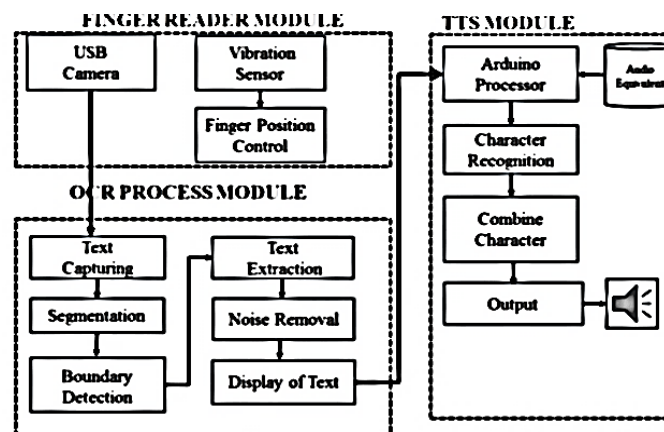 FINGER READER MODULE
USB
Camera
Vibration
Sensor
Finger Position
Control
OCR PROCESS MODULE
Text
Capturing
Segmentation
Boundary
Detection
Text
Extraction
Noise Removal
Display of Text
TTS MODULE
Arduino
Processor
Audio
Equivalent
Character
Recognition
Combine
Character
Output